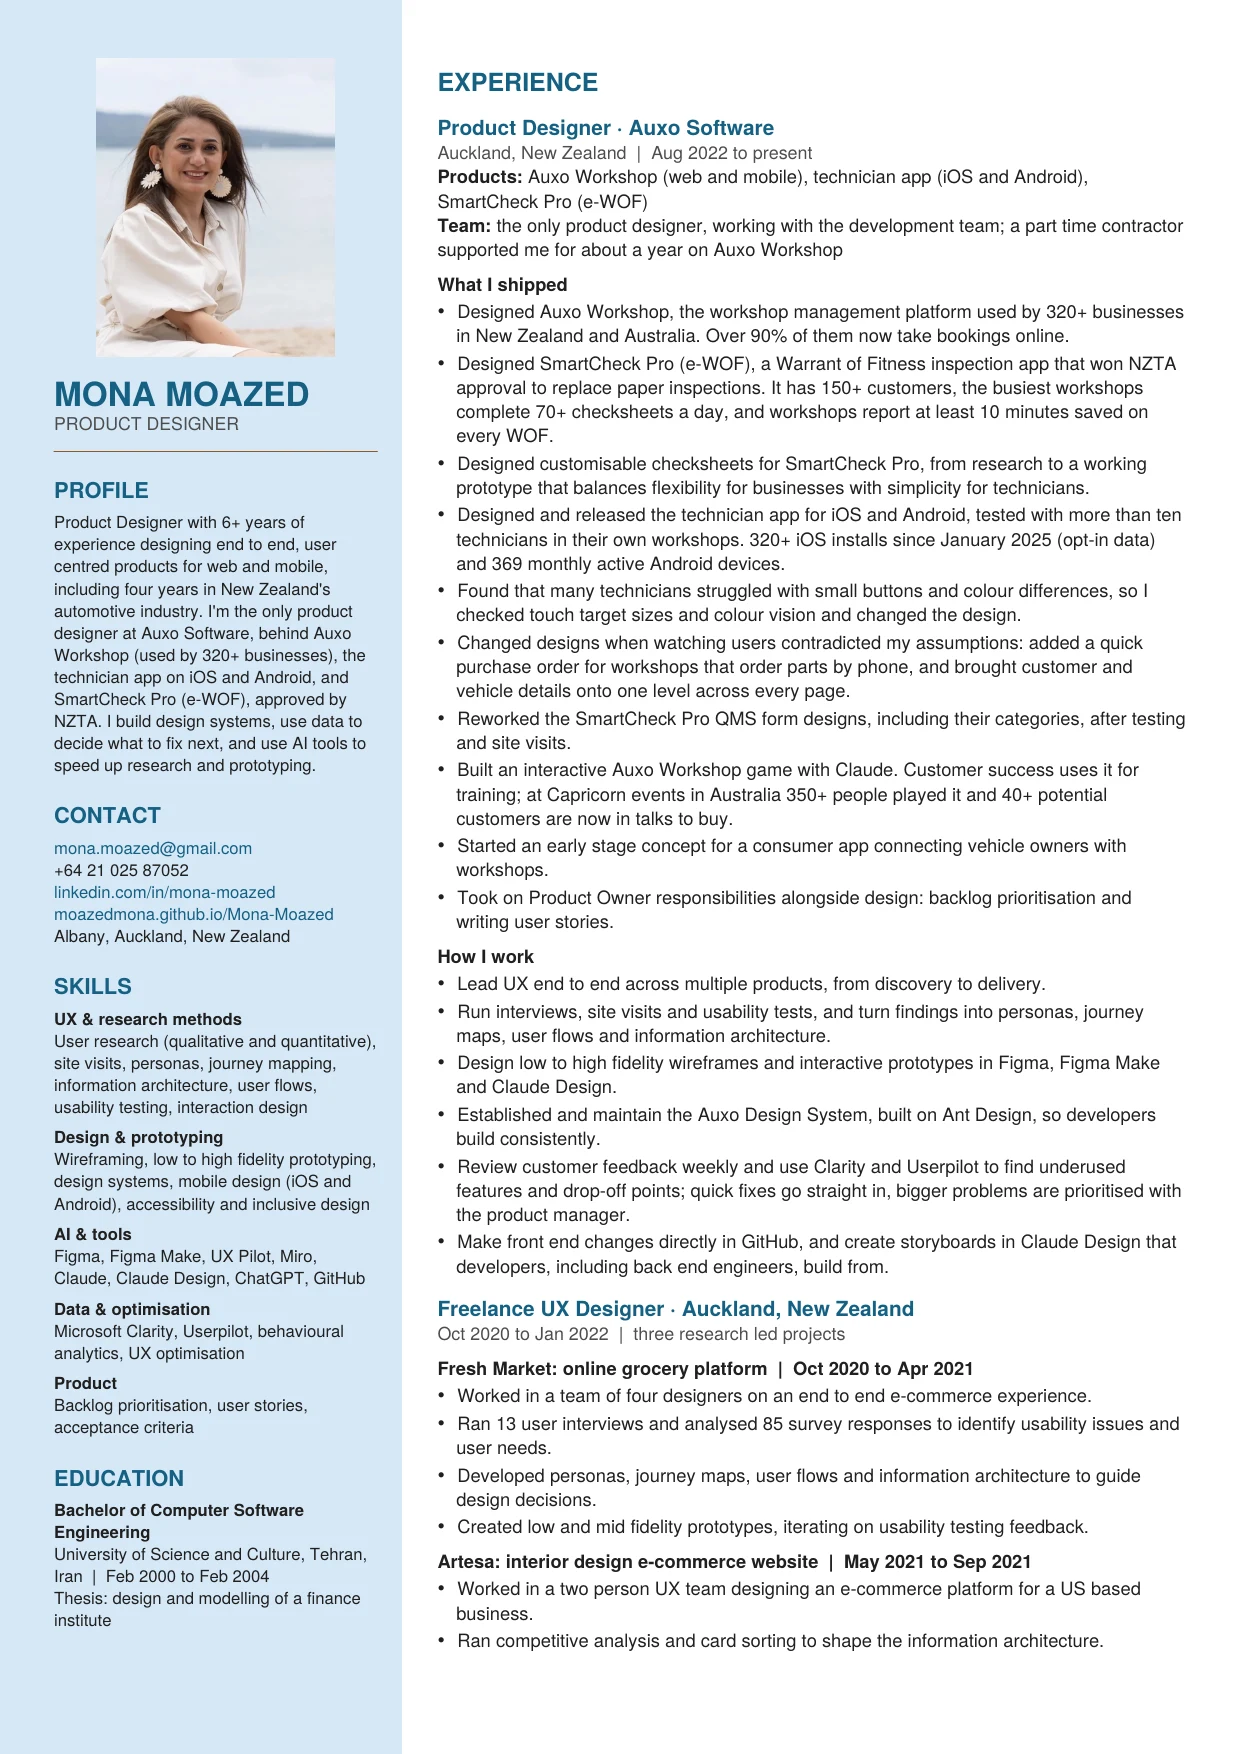 MONA MOAZED
PRODUCT DESIGNER
PROFILE
Product Designer with 6+ years of
experience designing end to end, user
centred products for web and mobile,
including four years in New Zealand's
automotive industry. I'm the only product
designer at Auxo Software, behind Auxo
Workshop (used by 320+ businesses), the
technician app on iOS and Android, and
SmartCheck Pro (e-WOF), approved by
NZTA. I build design systems, use data to
decide what to fix next, and use AI tools to
speed up research and prototyping.
CONTACT
mona.moazed@gmail.com
+64 21 025 87052
linkedin.com/in/mona-moazed
moazedmona.github.io/Mona-Moazed
Albany, Auckland, New Zealand
SKILLS
UX & research methods
User research (qualitative and quantitative),
site visits, personas, journey mapping,
information architecture, user flows,
usability testing, interaction design
Design & prototyping
Wireframing, low to high fidelity prototyping,
design systems, mobile design (iOS and
Android), accessibility and inclusive design
AI & tools
Figma, Figma Make, UX Pilot, Miro,
Claude, Claude Design, ChatGPT, GitHub
Data & optimisation
Microsoft Clarity, Userpilot, behavioural
analytics, UX optimisation
Product
Backlog prioritisation, user stories,
acceptance criteria
EDUCATION
Bachelor of Computer Software
Engineering
University of Science and Culture, Tehran,
Iran | Feb 2000 to Feb 2004
Thesis: design and modelling of a finance
institute
EXPERIENCE
Product Designer · Auxo Software
Auckland, New Zealand | Aug 2022 to present
Products: Auxo Workshop (web and mobile), technician app (iOS and Android),
SmartCheck Pro (e-WOF)
Team: the only product designer, working with the development team; a part time contractor
supported me for about a year on Auxo Workshop
What I shipped
• Designed Auxo Workshop, the workshop management platform used by 320+ businesses
in New Zealand and Australia. Over 90% of them now take bookings online.
• Designed SmartCheck Pro (e-WOF), a Warrant of Fitness inspection app that won NZTA
approval to replace paper inspections. It has 150+ customers, the busiest workshops
complete 70+ checksheets a day, and workshops report at least 10 minutes saved on
every WOF.
• Designed customisable checksheets for SmartCheck Pro, from research to a working
prototype that balances flexibility for businesses with simplicity for technicians.
• Designed and released the technician app for iOS and Android, tested with more than ten
technicians in their own workshops. 320+ iOS installs since January 2025 (opt-in data)
and 369 monthly active Android devices.
• Found that many technicians struggled with small buttons and colour differences, so I
checked touch target sizes and colour vision and changed the design.
• Changed designs when watching users contradicted my assumptions: added a quick
purchase order for workshops that order parts by phone, and brought customer and
vehicle details onto one level across every page.
• Reworked the SmartCheck Pro QMS form designs, including their categories, after testing
and site visits.
• Built an interactive Auxo Workshop game with Claude. Customer success uses it for
training; at Capricorn events in Australia 350+ people played it and 40+ potential
customers are now in talks to buy.
• Started an early stage concept for a consumer app connecting vehicle owners with
workshops.
• Took on Product Owner responsibilities alongside design: backlog prioritisation and
writing user stories.
How I work
• Lead UX end to end across multiple products, from discovery to delivery.
• Run interviews, site visits and usability tests, and turn findings into personas, journey
maps, user flows and information architecture.
• Design low to high fidelity wireframes and interactive prototypes in Figma, Figma Make
and Claude Design.
• Established and maintain the Auxo Design System, built on Ant Design, so developers
build consistently.
• Review customer feedback weekly and use Clarity and Userpilot to find underused
features and drop-off points; quick fixes go straight in, bigger problems are prioritised with
the product manager.
• Make front end changes directly in GitHub, and create storyboards in Claude Design that
developers, including back end engineers, build from.
Freelance UX Designer · Auckland, New Zealand
Oct 2020 to Jan 2022 | three research led projects
Fresh Market: online grocery platform | Oct 2020 to Apr 2021
• Worked in a team of four designers on an end to end e-commerce experience.
• Ran 13 user interviews and analysed 85 survey responses to identify usability issues and
user needs.
• Developed personas, journey maps, user flows and information architecture to guide
design decisions.
• Created low and mid fidelity prototypes, iterating on usability testing feedback.
Artesa: interior design e-commerce website | May 2021 to Sep 2021
• Worked in a two person UX team designing an e-commerce platform for a US based
business.
• Ran competitive analysis and card sorting to shape the information architecture.